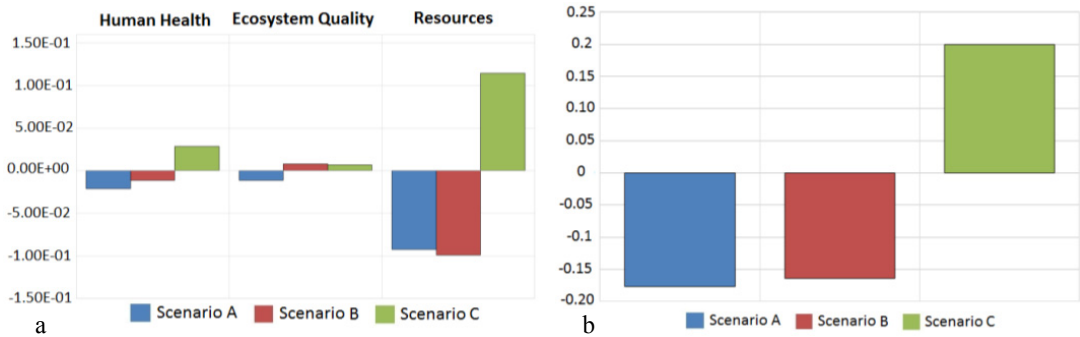 Human Health Ecosystem Quality Resources
1.50E-01
1.00E-01
5.00E-02
0.00E+00
-5.00E-02
-1.00E-01
-1.50E-01
Scenario A Scenario B Scenario C
a
0.25
0.2
0.15
0.10
0.05
0
-0.05
-0.1
-0.15
-0.20
Scenario A Scenario B Scenario C
b